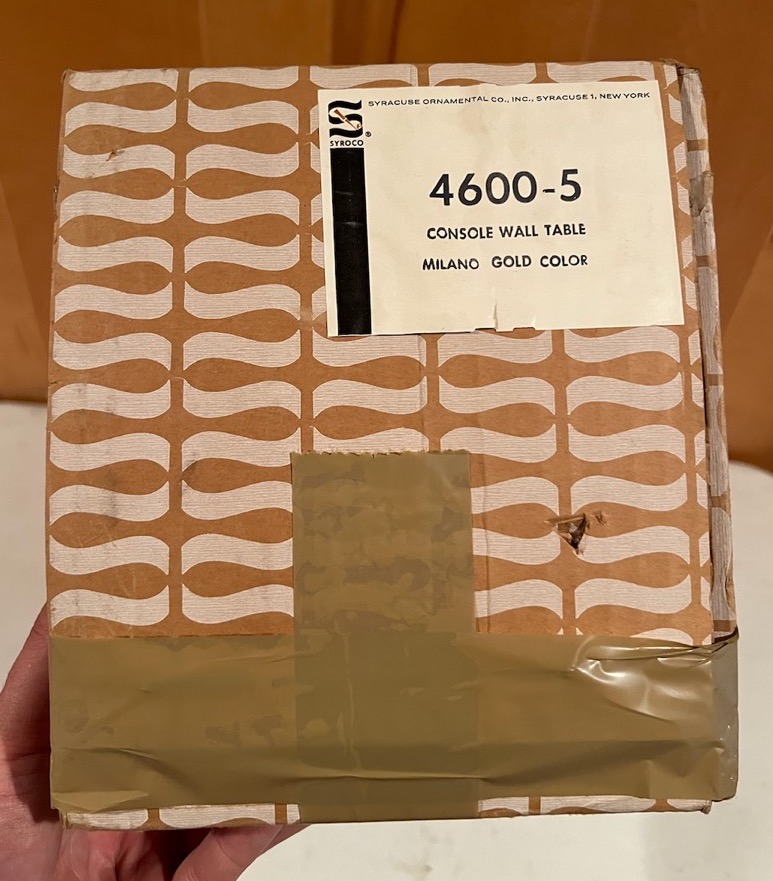 SYRACUSE ORNAMENTAL CO., INC., SYRACUSE 1, NEW YORK
SYROCO®
4600-5
CONSOLE WALL TABLE
MILANO GOLD COLOR